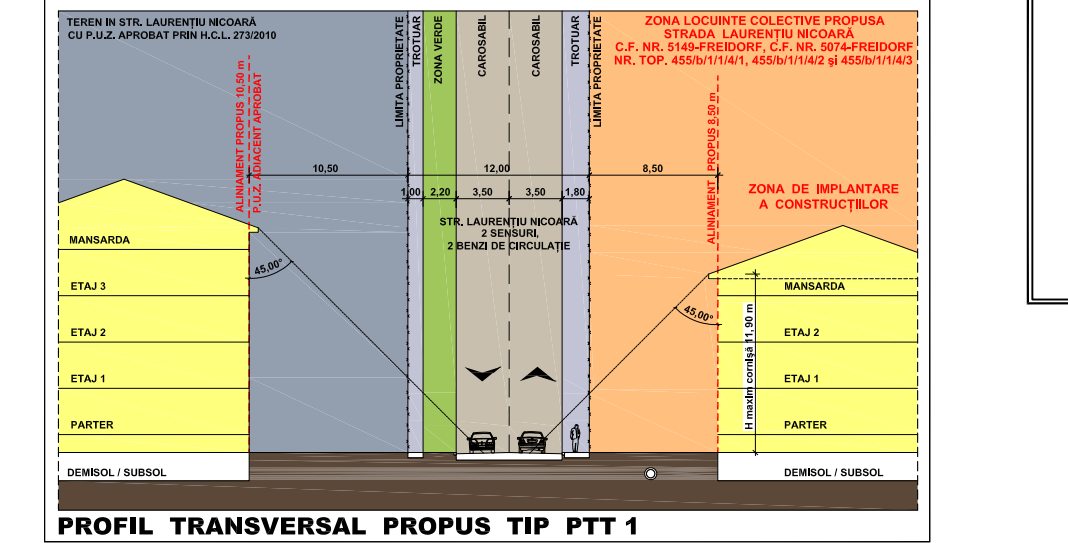 TEREN IN STR. LAURENȚIU NICOARĂ
CU P.U.Z. APROBAT PRIN H.C.L. 273/2010
LIMITA PROPRIETATE
TROTUAR
ZONA VERDE
CAROSABIL
CAROSABIL
TROTUAR
LIMITA PROPRIETATE
ZONA LOCUINTE COLECTIVE PROPUSA
STRADA LAURENȚIU NICOARĂ
C.F. NR. 5149-FREIDORF, C.F. NR. 5074-FREIDORF
NR. TOP. 455/b/1/1/4/1, 455/b/1/1/4/2 și 455/b/1/1/4/3
ALINIAMENT PROPUS 10,50 m
P.U.Z. ADIACENT APROBAT
ALINIAMENT PROPUS 8,50 m
10,50
12,00
8,50
1,00
2,20
3,50
3,50
1,80
ZONA DE IMPLANTARE
A CONSTRUCȚIILOR
STR. LAURENȚIU NICOARĂ
2 SENSURI,
2 BENZI DE CIRCULAȚIE
MANSARDA
ETAJ 3
ETAJ 2
ETAJ 1
PARTER
DEMISOL / SUBSOL
45,00°
45,00°
H maxim cornișă 11,90 m
MANSARDA
ETAJ 2
ETAJ 1
PARTER
DEMISOL / SUBSOL
PROFIL TRANSVERSAL PROPUS TIP PTT 1